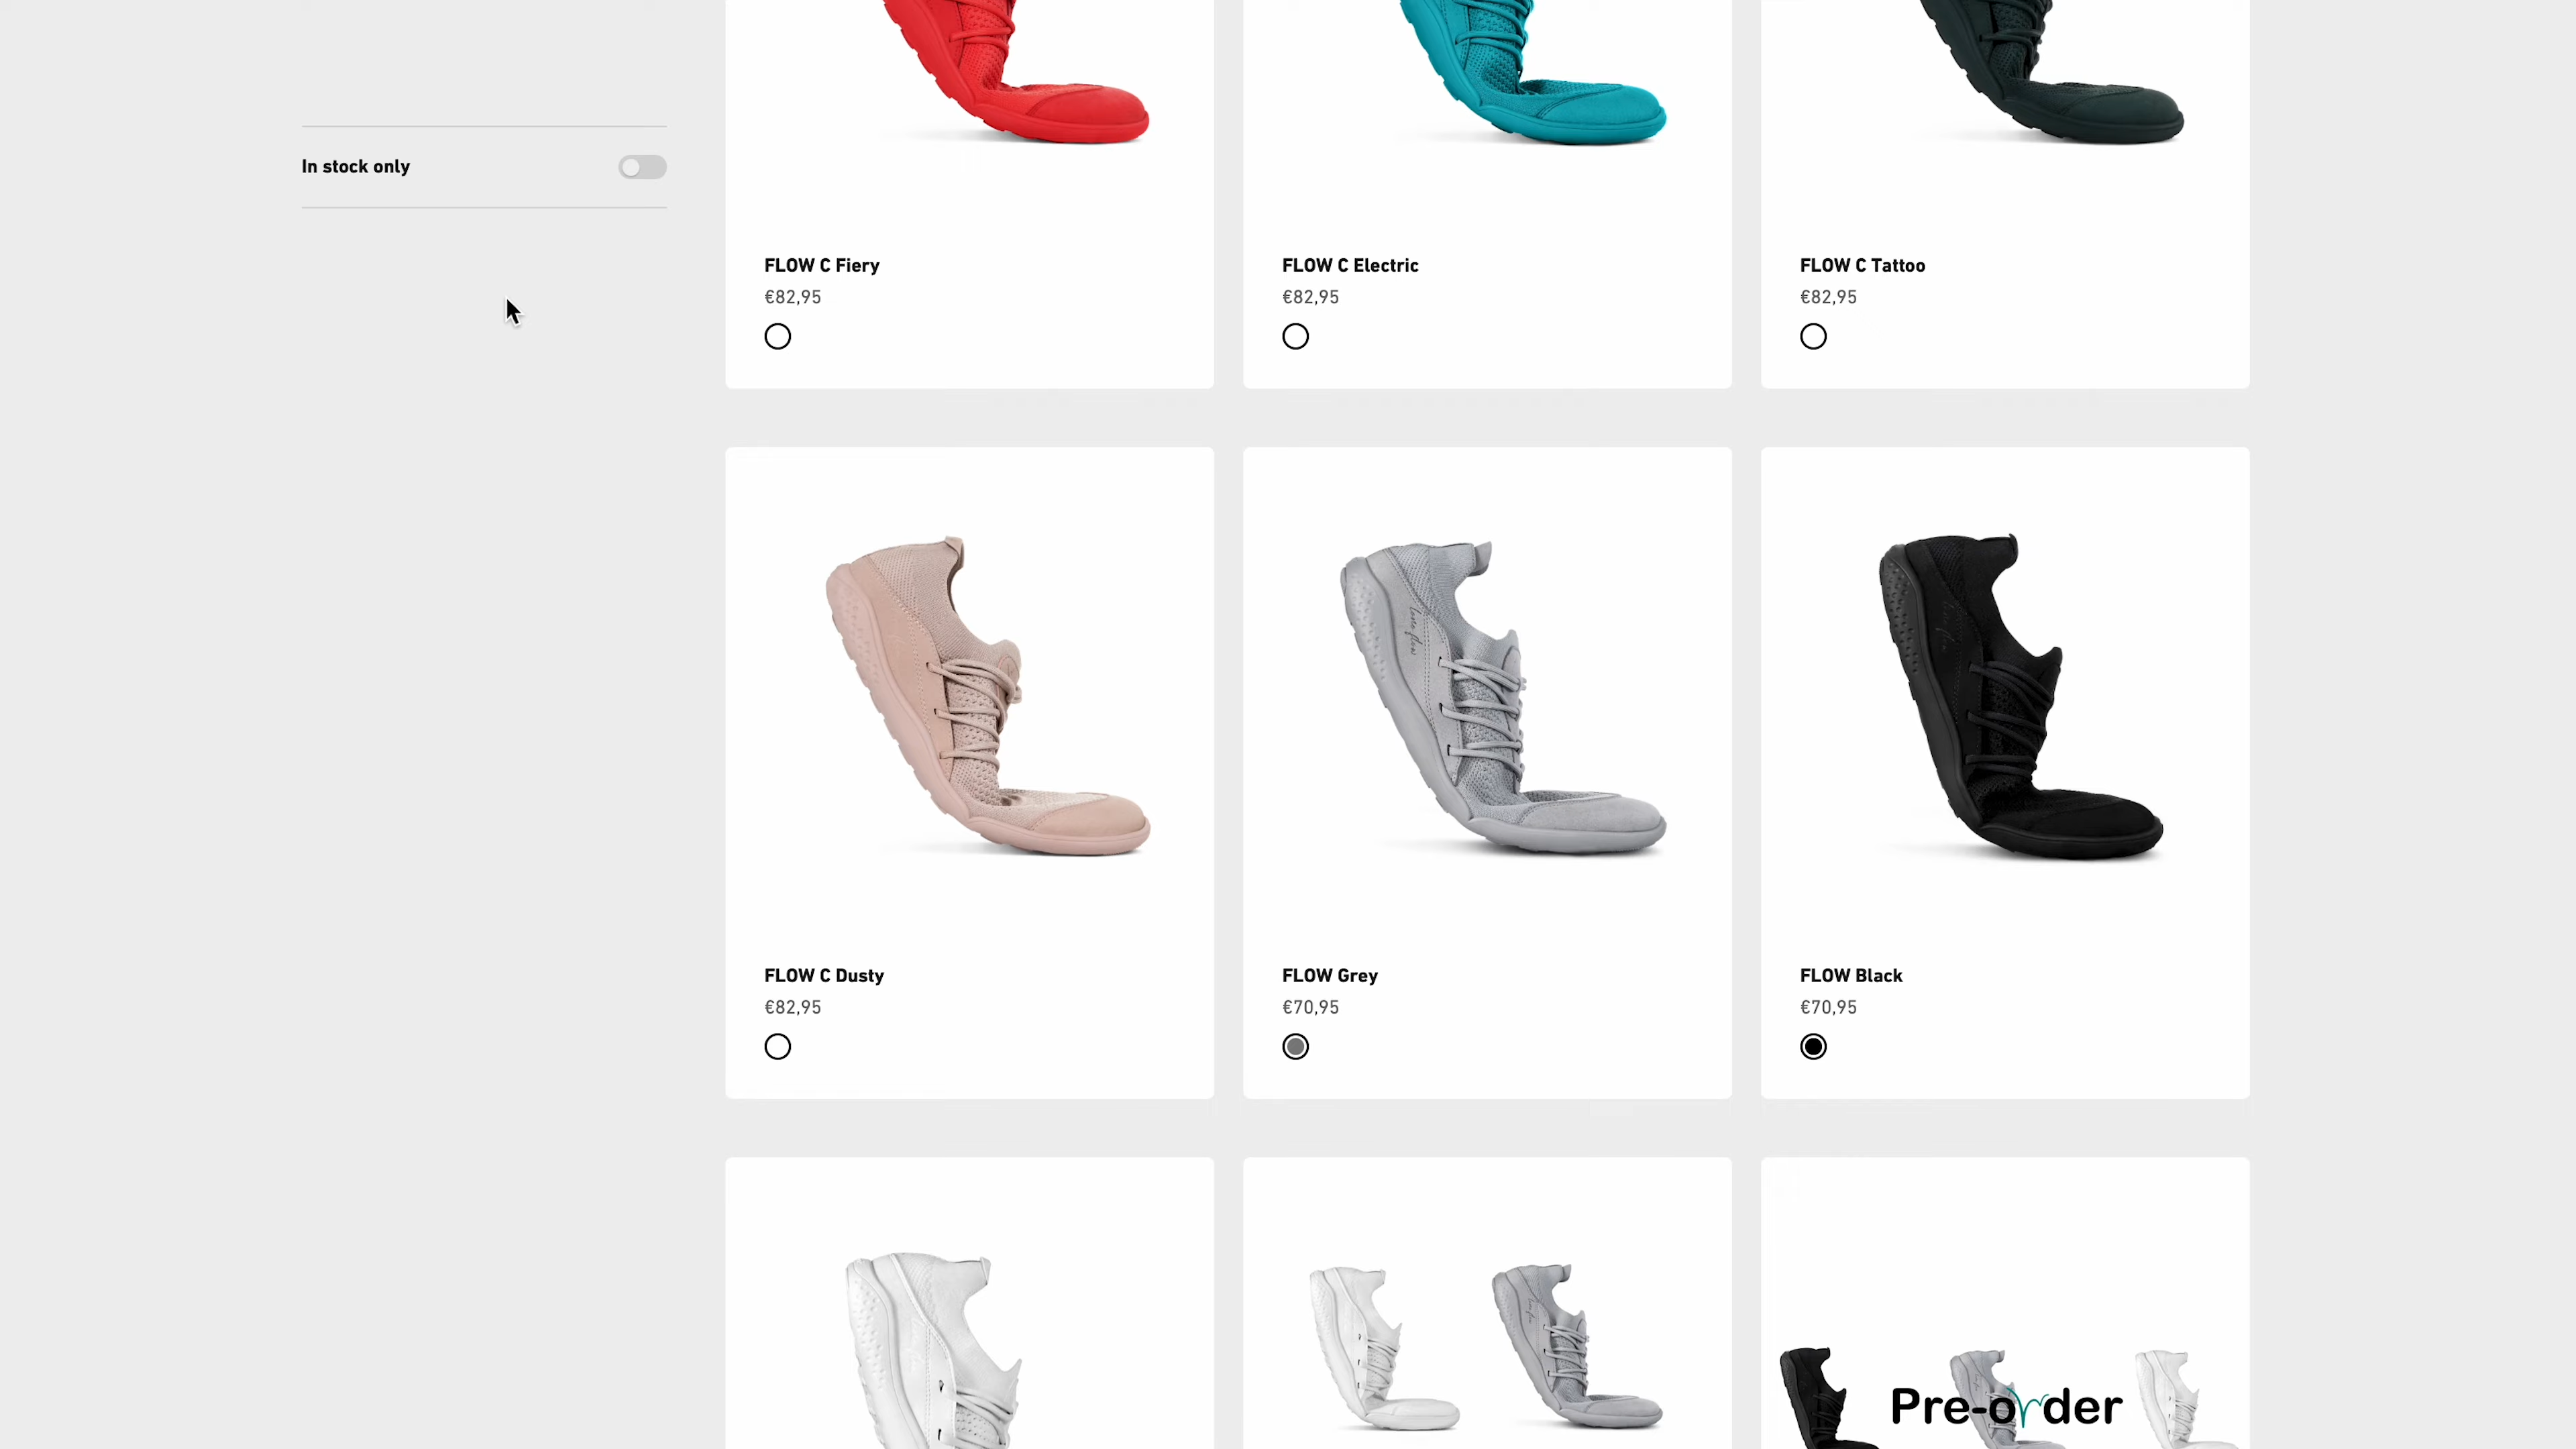 In stock only
FLOW C Fiery
€82,95
FLOW C Electric
€82,95
FLOW C Tattoo
€82,95
FLOW C Dusty
€82,95
FLOW Grey
€70,95
FLOW Black
€70,95
Pre-order